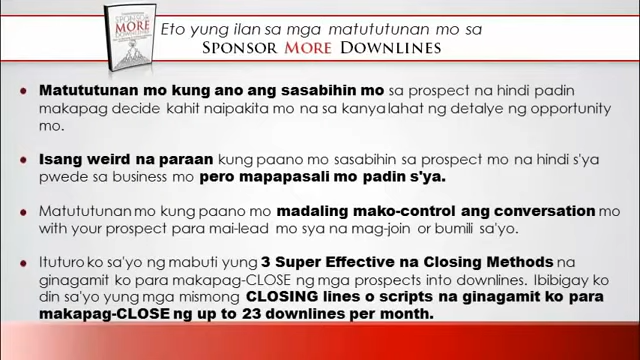 SPONSOR
MORE
DOWNLINES
Eto yung ilan sa mga matututunan mo sa
SPONSOR MORE DOWNLINES
• Matututunan mo kung ano ang sasabihin mo sa prospect na hindi padin
makapag decide kahit naipakita mo na sa kanya lahat ng detalye ng opportunity
mo.
• Isang weird na paraan kung paano mo sasabihin sa prospect mo na hindi s'ya
pwede sa business mo pero mapapasali mo padin s'ya.
• Matututunan mo kung paano mo madaling mako-control ang conversation mo
with your prospect para mai-lead mo sya na mag-join or bumili sa'yo.
• Ituturo ko sa'yo ng mabuti yung 3 Super Effective na Closing Methods na
ginagamit ko para makapag-CLOSE ng mga prospects into downlines. Ibibigay ko
din sa'yo yung mga mismong CLOSING lines o scripts na ginagamit ko para
makapag-CLOSE ng up to 23 downlines per month.